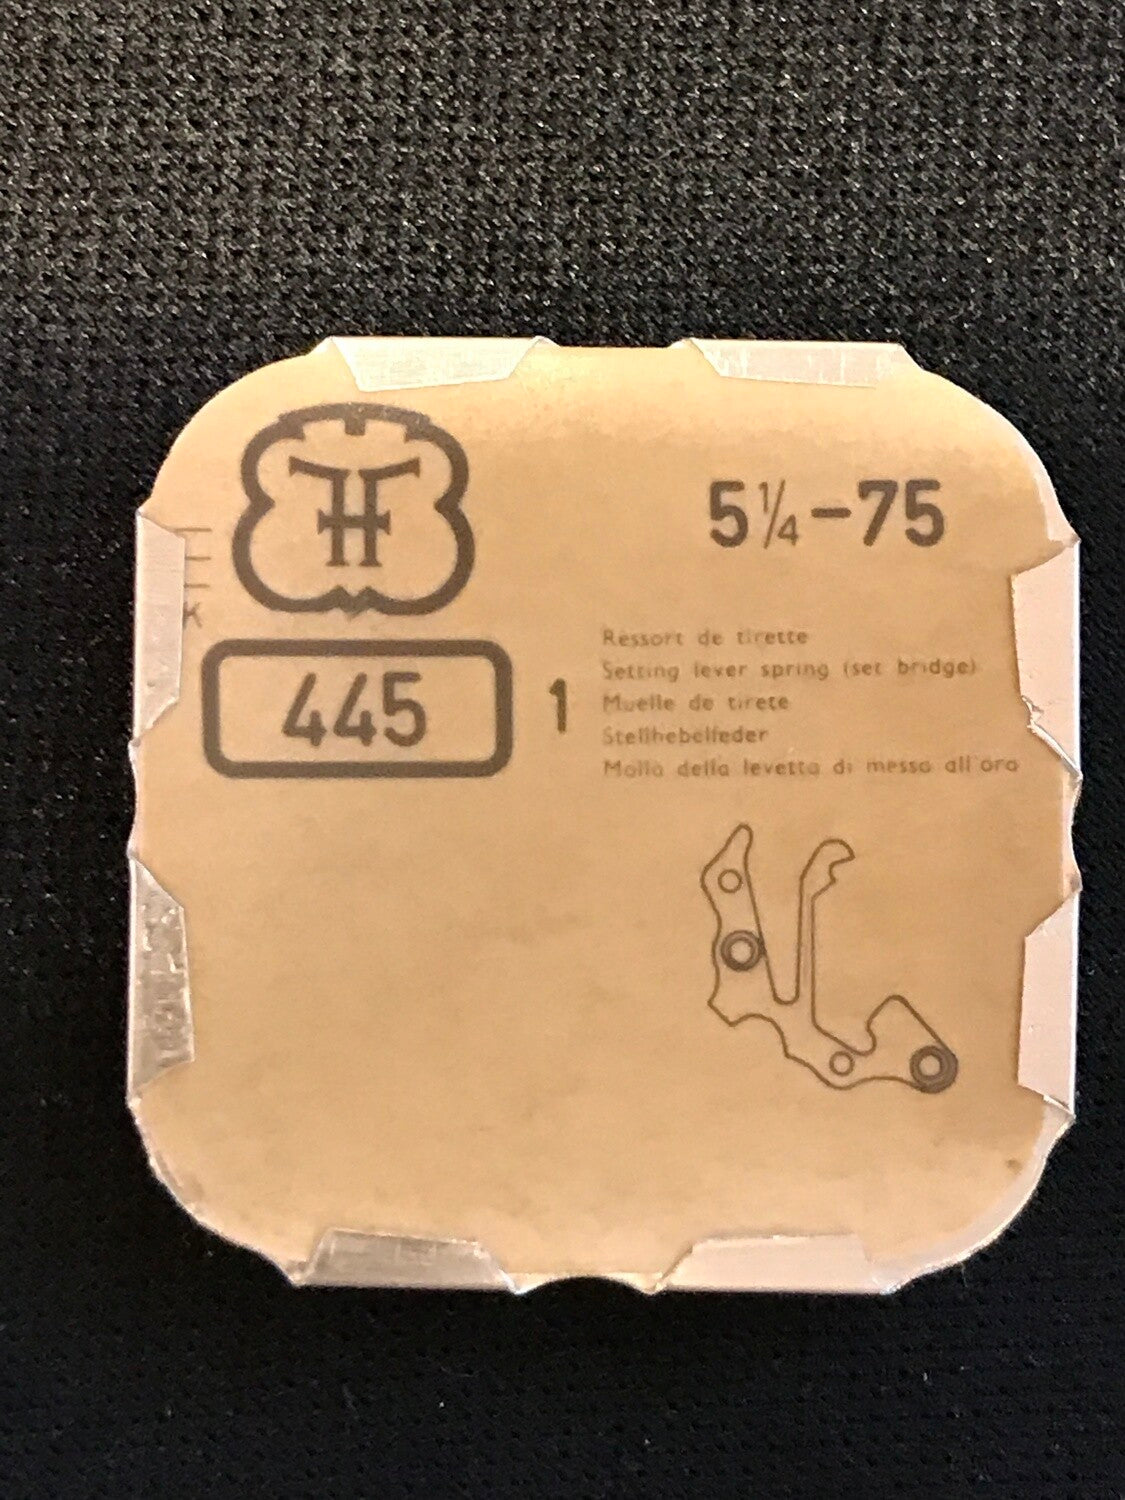 TH
5¼-75
445
1
Ressort de tirette
Setting lever spring (set bridge)
Muelle de tirete
Stellhebelfeder
Molla della levetta di messa all'ora
K